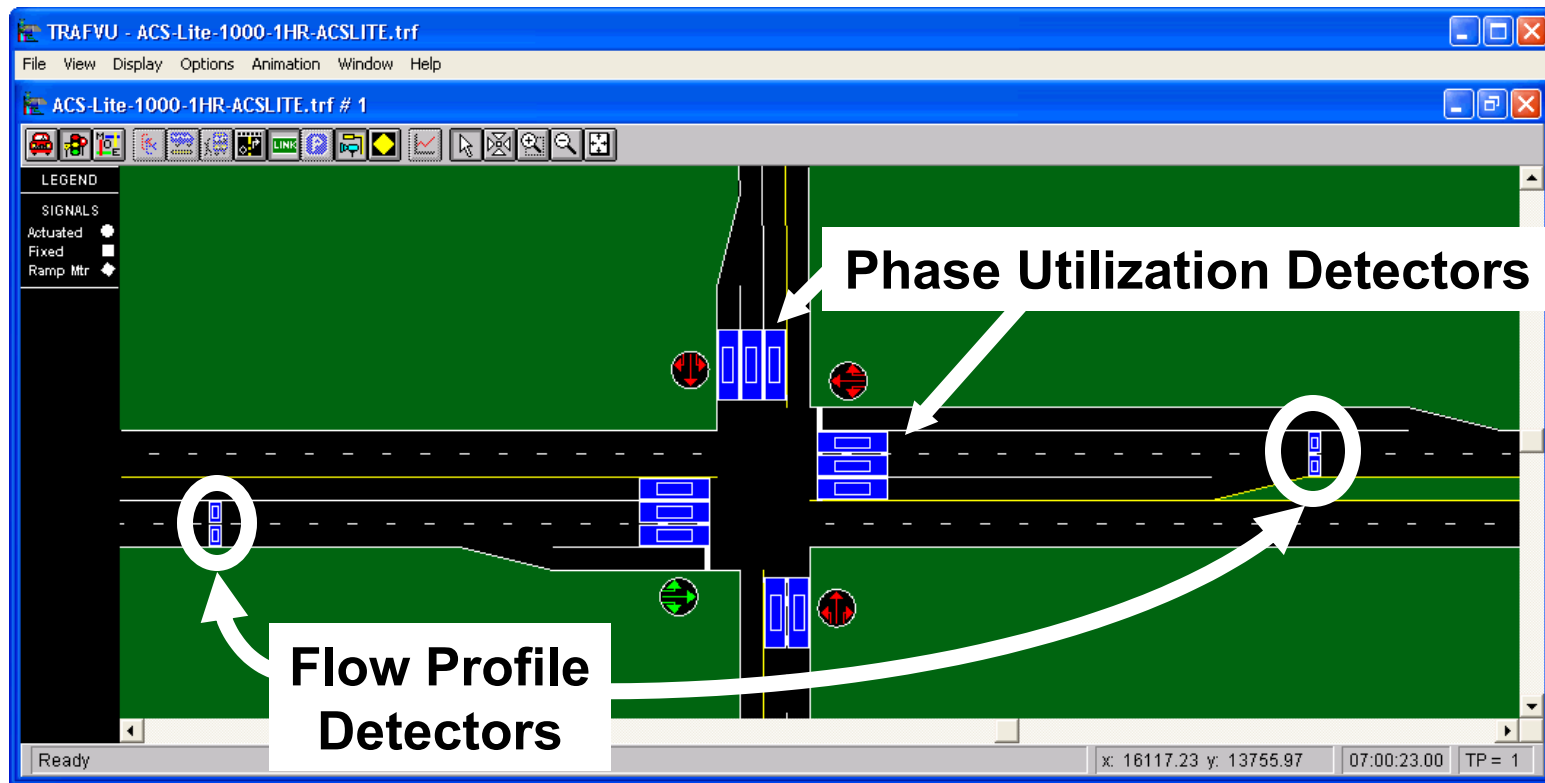 TRAFVU - ACS-Lite-1000-1HR-ACSLITE.trf
File View Display Options Animation Window Help
ACS-Lite-1000-1HR-ACSLITE.trf # 1
MOE
LINK
P
LEGEND
SIGNALS
Actuated
Fixed
Ramp Mtr
Phase Utilization Detectors
Flow Profile
Detectors
Ready
x: 16117.23 y: 13755.97
07:00:23.00
TP = 1